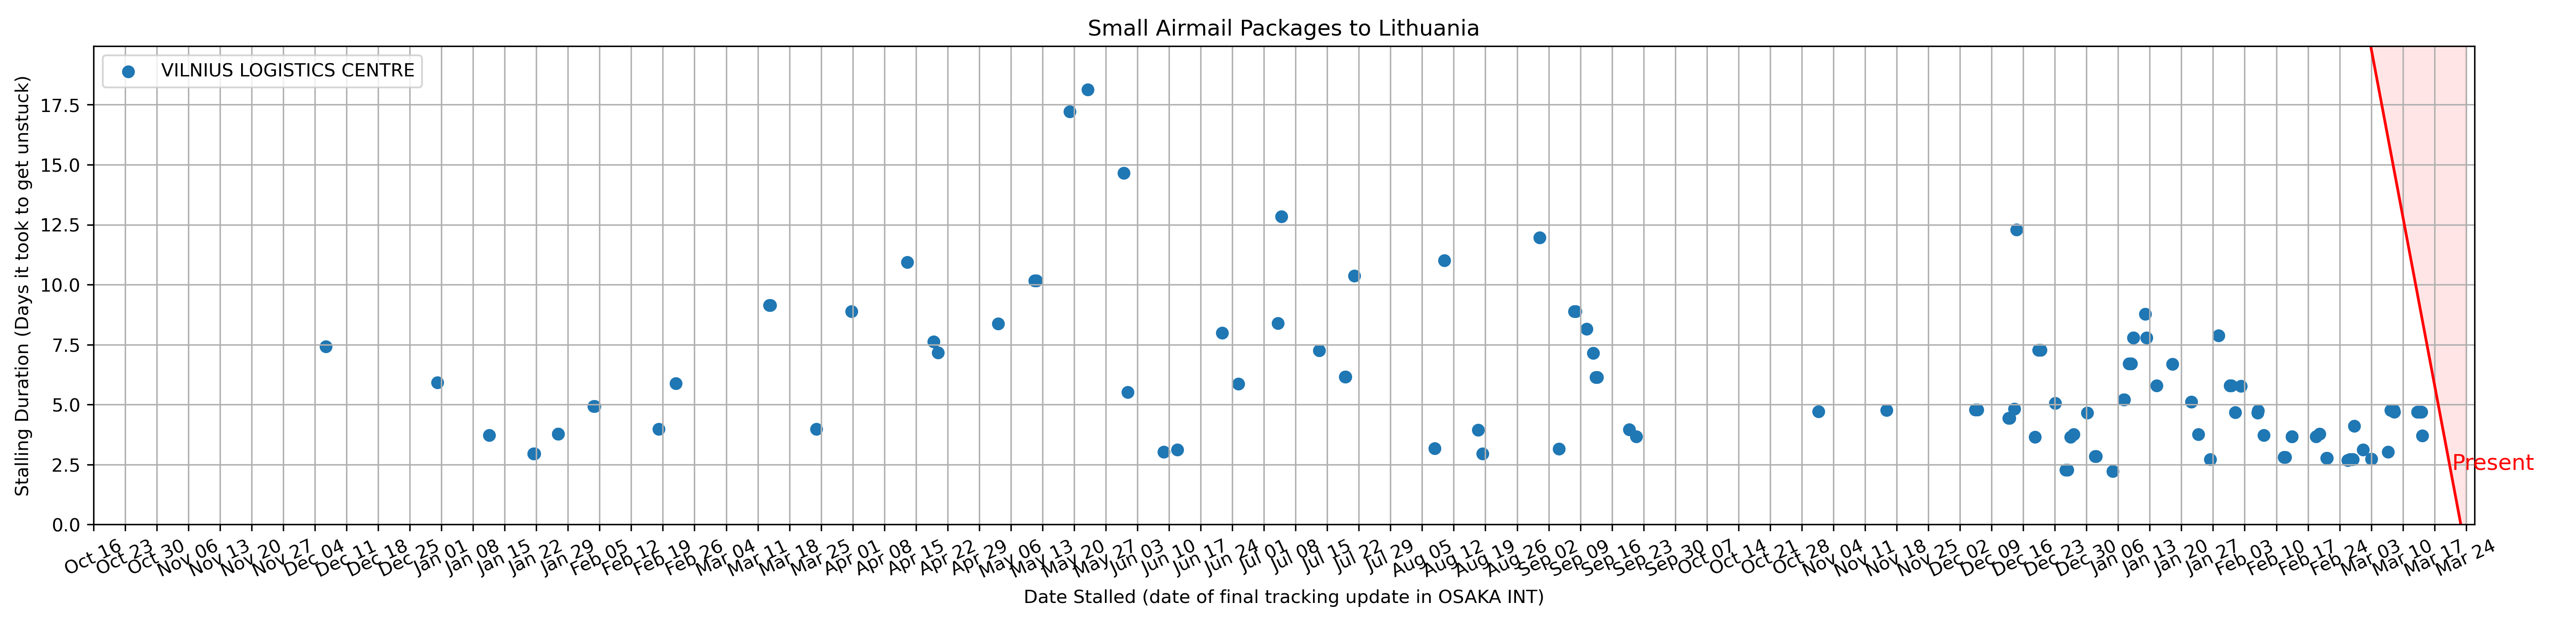 Small Airmail Packages to Lithuania
VILNIUS LOGISTICS CENTRE
Stalling Duration (Days it took to get unstuck)
17.5
15.0
12.5
10.0
7.5
5.0
2.5
0.0
Present
Oct 16
Oct 23
Oct 30
Nov 06
Nov 13
Nov 20
Nov 27
Dec 04
Dec 11
Dec 18
Dec 25
Jan 01
Jan 08
Jan 15
Jan 22
Jan 29
Feb 05
Feb 12
Feb 19
Feb 26
Mar 04
Mar 11
Mar 18
Mar 25
Apr 01
Apr 08
Apr 15
Apr 22
Apr 29
May 06
May 13
May 20
May 27
Jun 03
Jun 10
Jun 17
Jun 24
Jul 01
Jul 08
Jul 15
Jul 22
Jul 29
Aug 05
Aug 12
Aug 19
Aug 26
Sep 02
Sep 09
Sep 16
Sep 23
Sep 30
Oct 07
Oct 14
Oct 21
Oct 28
Nov 04
Nov 11
Nov 18
Nov 25
Dec 02
Dec 09
Dec 16
Dec 23
Dec 30
Jan 06
Jan 13
Jan 20
Jan 27
Feb 03
Feb 10
Feb 17
Feb 24
Mar 03
Mar 10
Mar 17
Mar 24
Date Stalled (date of final tracking update in OSAKA INT)